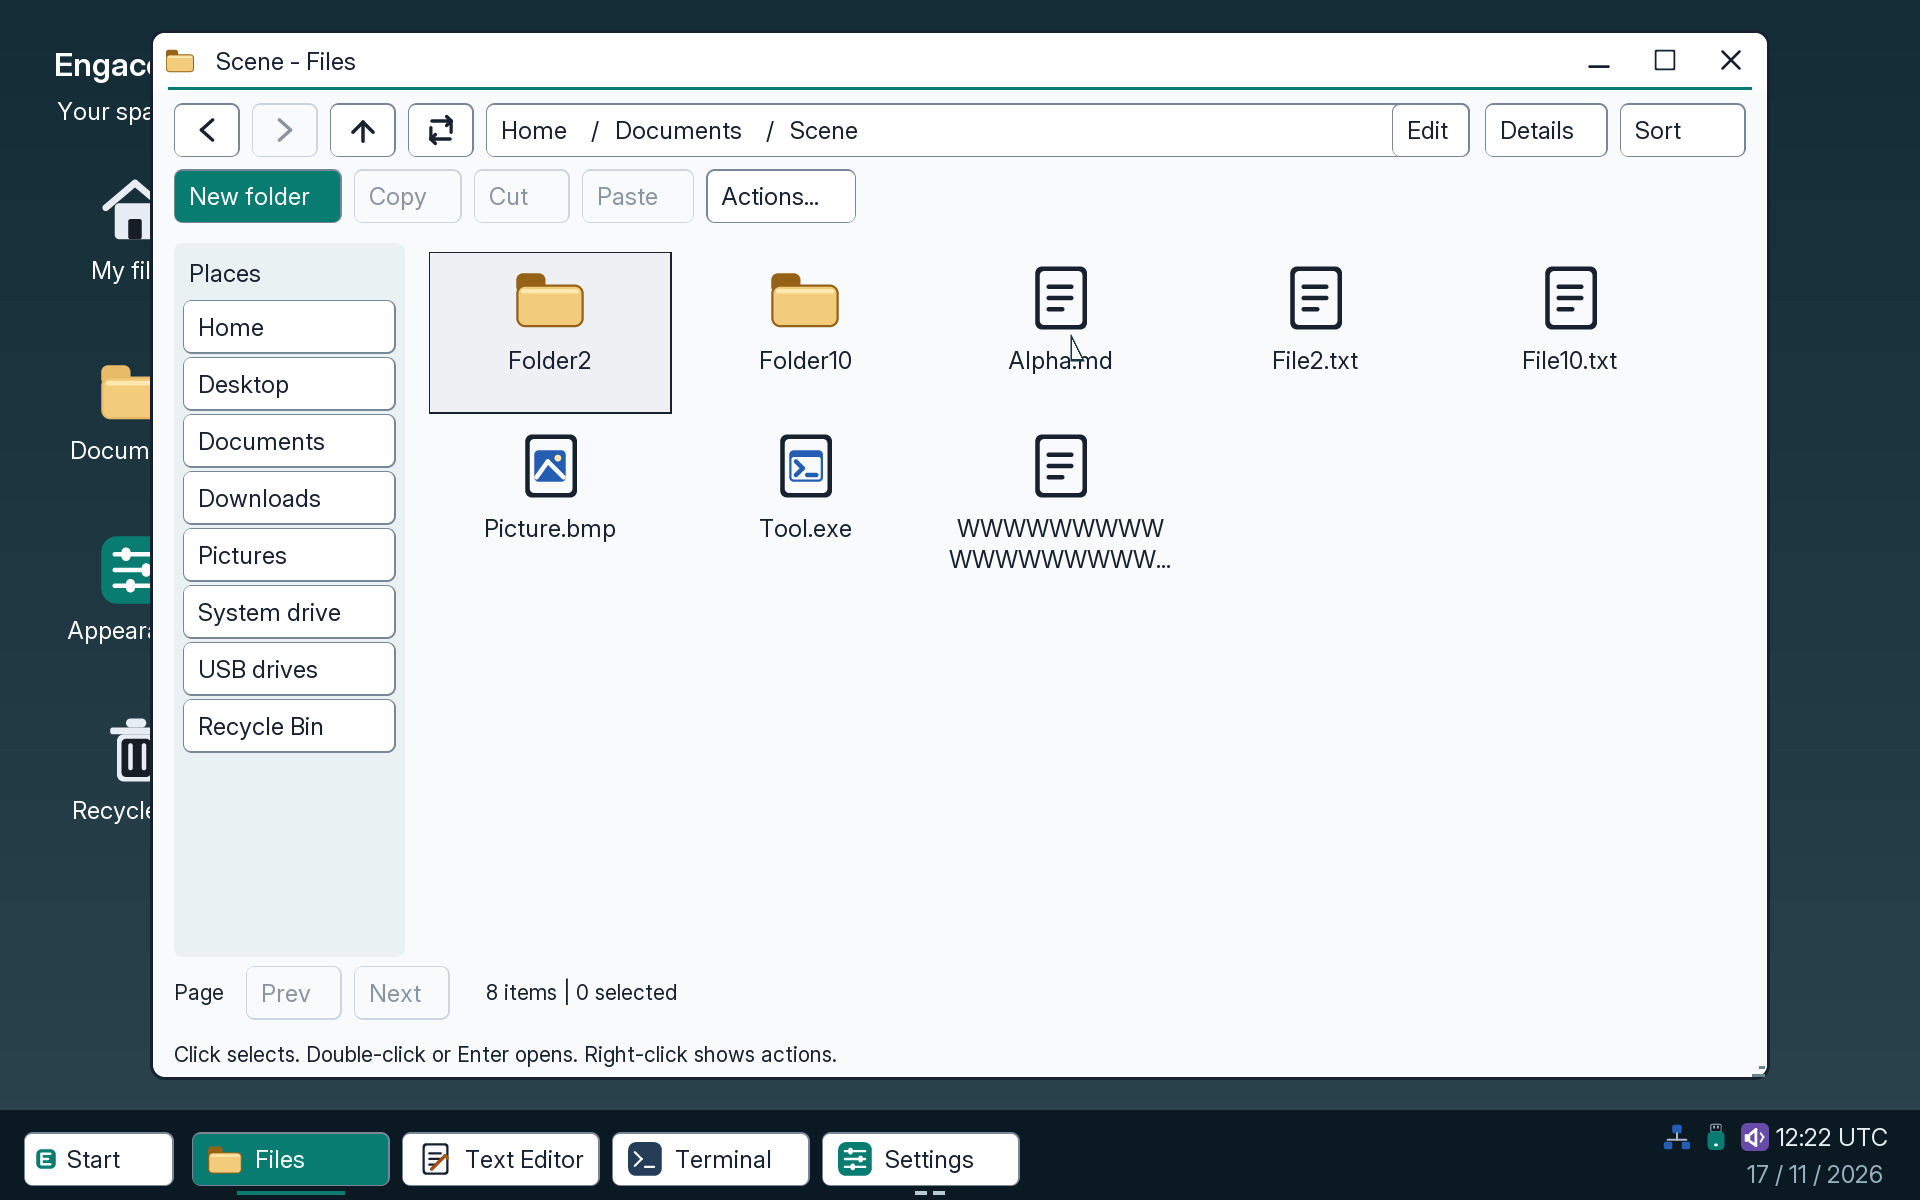 Engac
Your spa
My fil
Docum
Appeara
Recycle
Scene - Files
Home / Documents / Scene
Edit
Details
Sort
New folder
Copy
Cut
Paste
Actions...
Places
Home
Desktop
Documents
Downloads
Pictures
System drive
USB drives
Recycle Bin
Folder2
Folder10
Alpha.md
File2.txt
File10.txt
Picture.bmp
Tool.exe
WWWWWWWWW
WWWWWWWWW...
Page
Prev
Next
8 items | 0 selected
Click selects. Double-click or Enter opens. Right-click shows actions.
E Start
Files
Text Editor
Terminal
Settings
12:22 UTC
17 / 11 / 2026